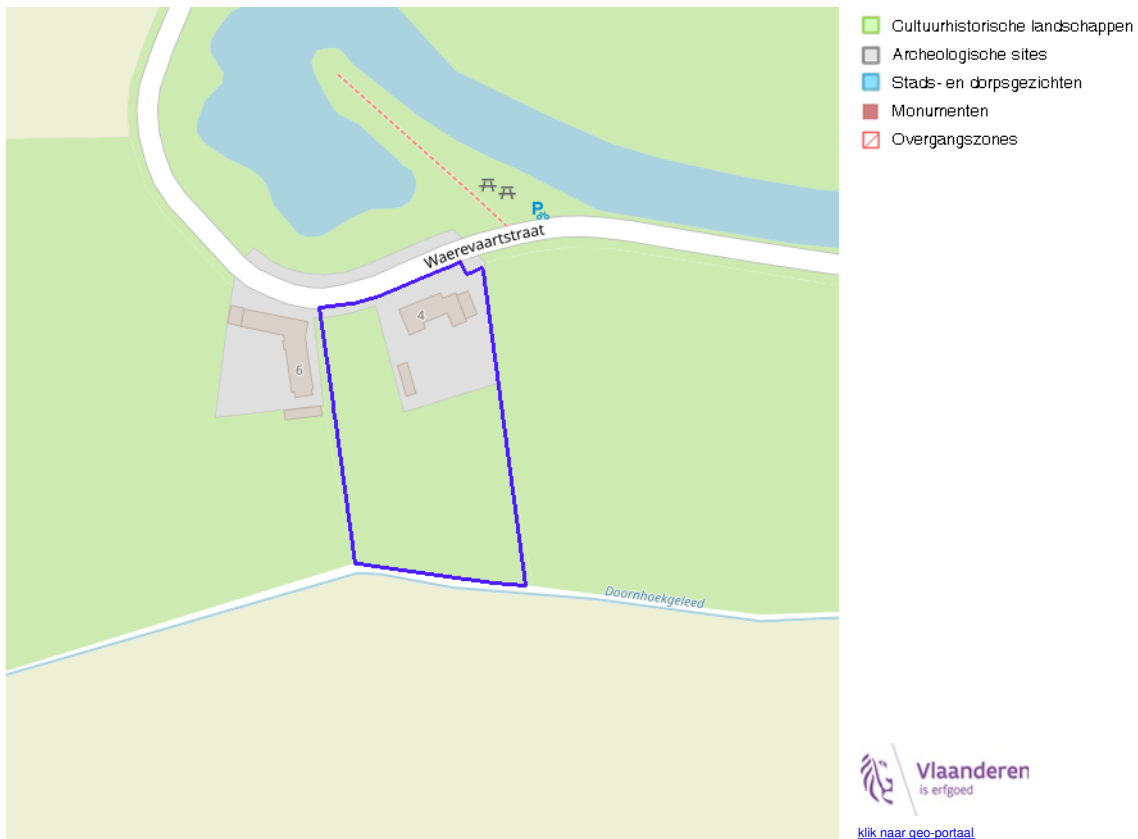 Cultuurhistorische landschappen
Archeologische sites
Stads- en dorpsgezichten
Monumenten
Overgangszones
P
Waerevaartstraat
4
6
Doornhoekgeleed
Vlaanderen
is erfgoed
klik naar geo-portaal